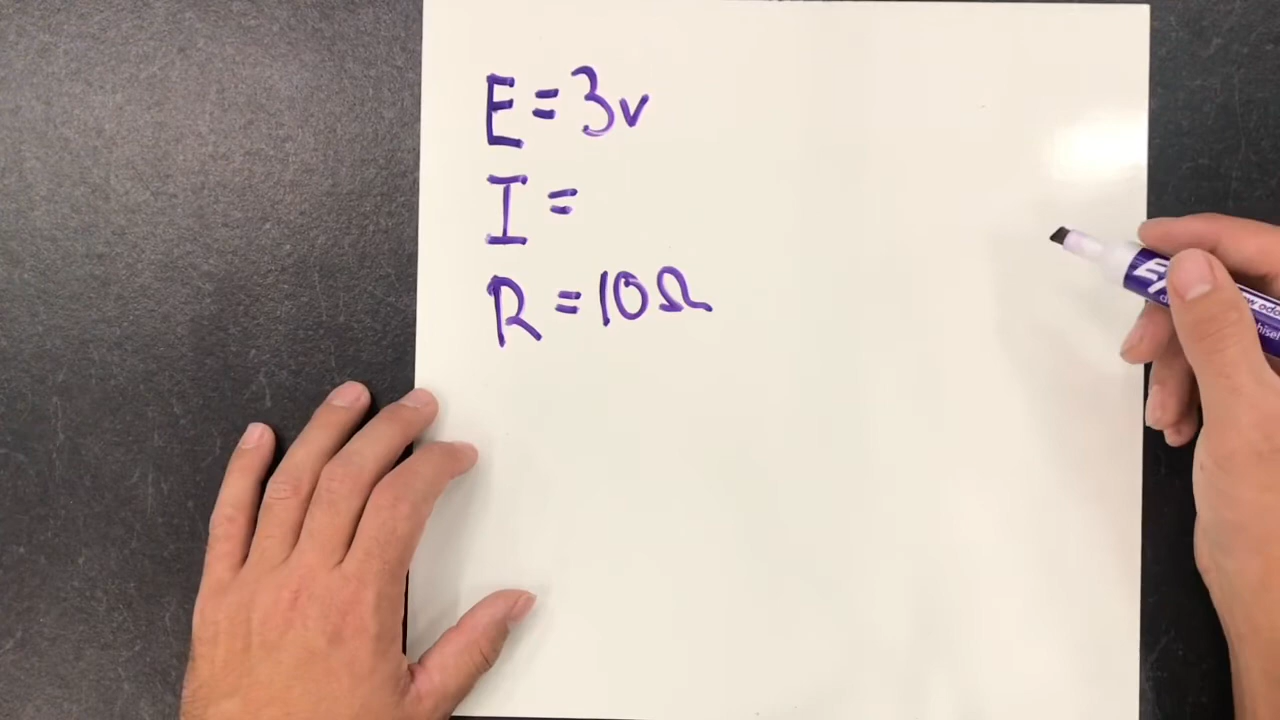 E = 3v
I =
R = 10Ω